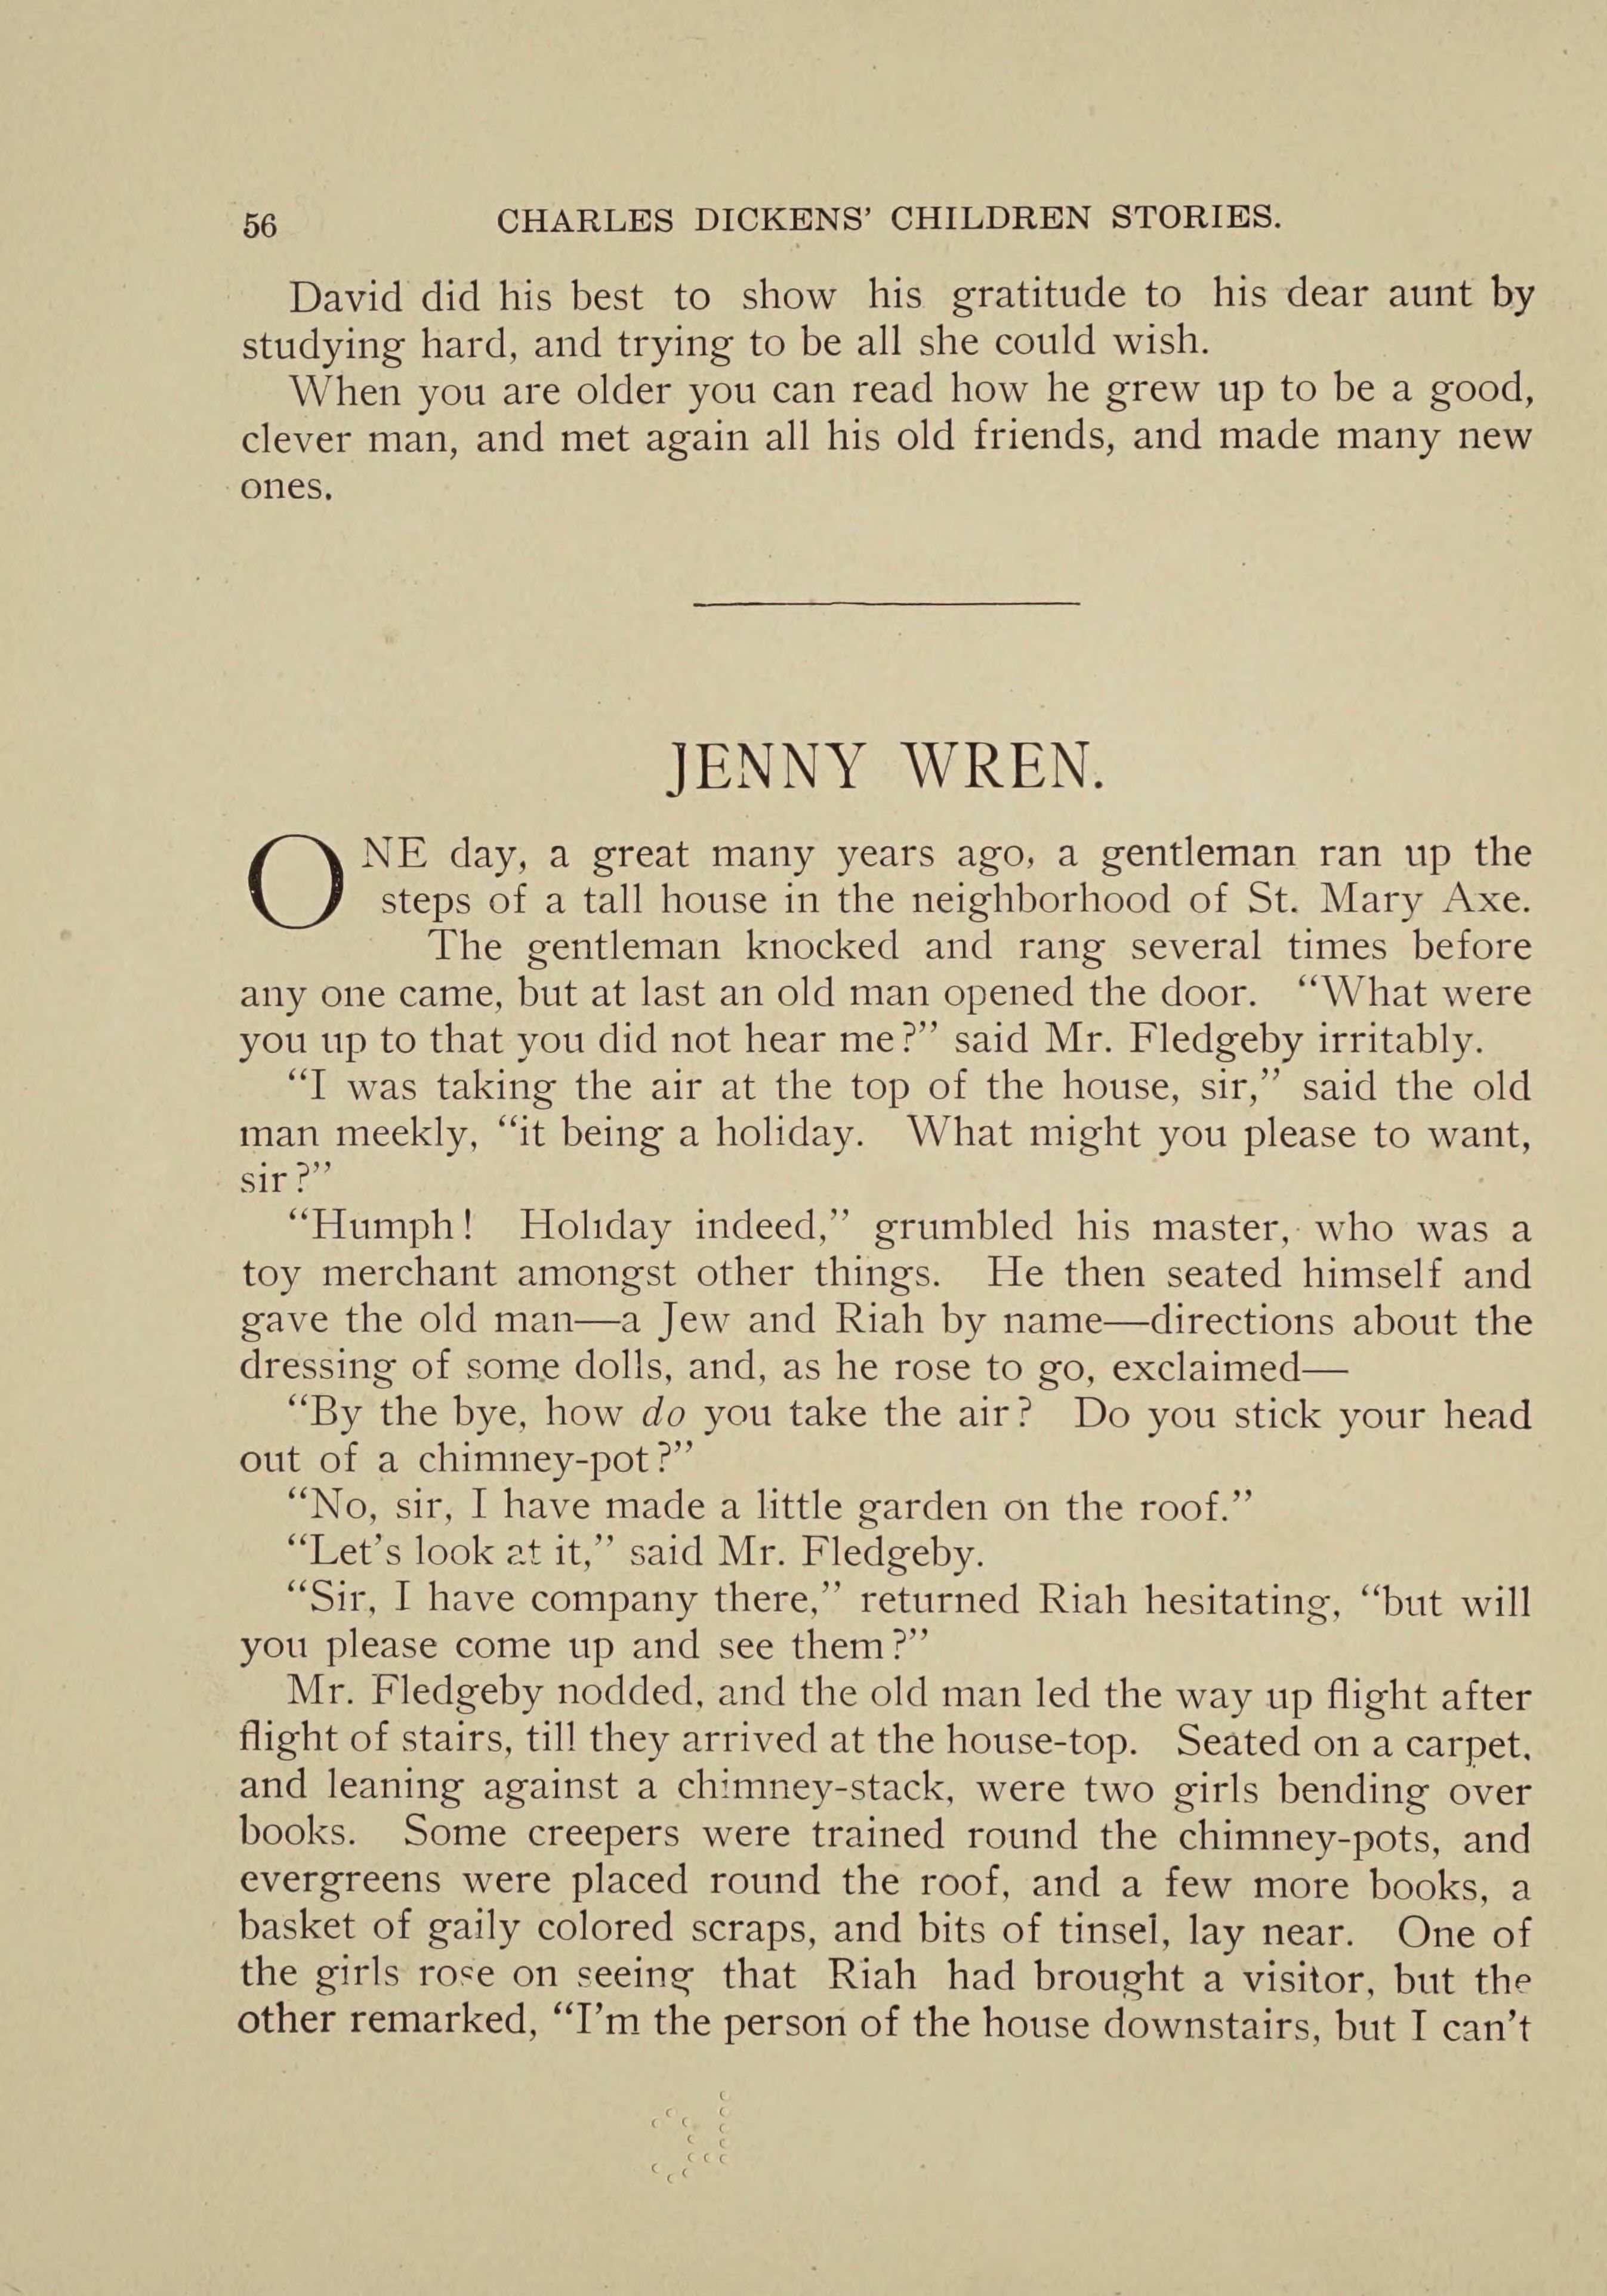 56 CHARLES DICKENS’ CHILDREN STORIES.
David did his best to show his gratitude to his dear aunt by
studying hard, and trying to be all she could wish.
When you are older you can read how he grew up to be a good,
clever man, and met again all his old friends, and made many new
ones.
JENNY WREN.
ONE day, a great many years ago, a gentleman ran up the
steps of a tall house in the neighborhood of St. Mary Axe.
The gentleman knocked and rang several times before
any one came, but at last an old man opened the door. “What were
you up to that you did not hear me?” said Mr. Fledgeby irritably.
“I was taking the air at the top of the house, sir,” said the old
man meekly, “it being a holiday. What might you please to want,
sir?”
“Humph! Holiday indeed,” grumbled his master, who was a
toy merchant amongst other things. He then seated himself and
gave the old man—a Jew and Riah by name—directions about the
dressing of some dolls, and, as he rose to go, exclaimed—
“By the bye, how do you take the air? Do you stick your head
out of a chimney-pot?”
“No, sir, I have made a little garden on the roof.”
“Let’s look at it,” said Mr. Fledgeby.
“Sir, I have company there,” returned Riah hesitating, “but will
you please come up and see them?”
Mr. Fledgeby nodded, and the old man led the way up flight after
flight of stairs, till they arrived at the house-top. Seated on a carpet,
and leaning against a chimney-stack, were two girls bending over
books. Some creepers were trained round the chimney-pots, and
evergreens were placed round the roof, and a few more books, a
basket of gaily colored scraps, and bits of tinsel, lay near. One of
the girls rose on seeing that Riah had brought a visitor, but the
other remarked, “I’m the person of the house downstairs, but I can’t